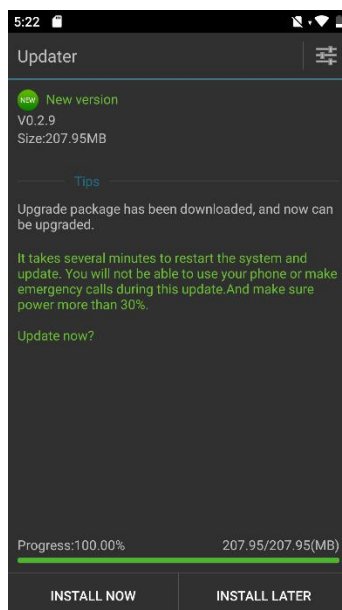 5:22
Updater
NEW New version
V0.2.9
Size:207.95MB
Tips
Upgrade package has been downloaded, and now can
be upgraded.
It takes several minutes to restart the system and
update. You will not be able to use your phone or make
emergency calls during this update.And make sure
power more than 30%.
Update now?
Progress:100.00% 207.95/207.95(MB)
INSTALL NOW INSTALL LATER